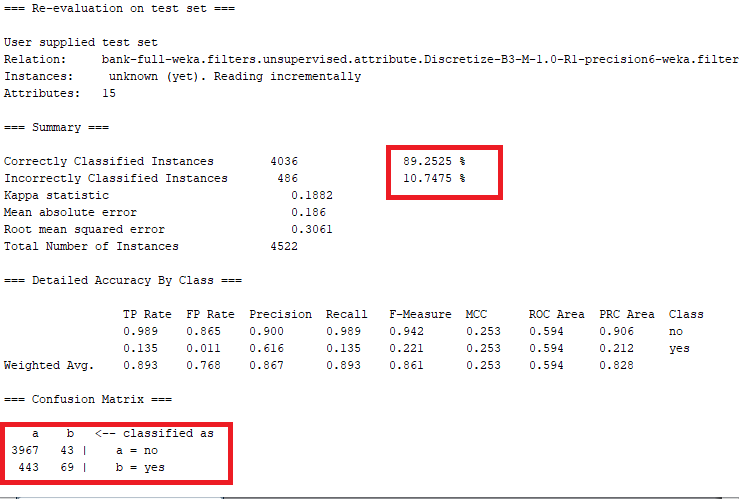 === Re-evaluation on test set ===
User supplied test set
Relation:     bank-full-weka.filters.unsupervised.attribute.Discretize-B3-M-1.0-R1-precision6-weka.filter
Instances:     unknown (yet). Reading incrementally
Attributes:   15
=== Summary ===
Correctly Classified Instances        4036               89.2525 %
Incorrectly Classified Instances       486               10.7475 %
Kappa statistic                          0.1882
Mean absolute error                      0.186
Root mean squared error                  0.3061
Total Number of Instances             4522
=== Detailed Accuracy By Class ===
                 TP Rate  FP Rate  Precision  Recall   F-Measure  MCC      ROC Area  PRC Area  Class
                 0.989    0.865    0.900      0.989    0.942      0.253    0.594     0.906     no
                 0.135    0.011    0.616      0.135    0.221      0.253    0.594     0.212     yes
Weighted Avg.    0.893    0.768    0.867      0.893    0.861      0.253    0.594     0.828
=== Confusion Matrix ===
    a    b   <-- classified as
 3967   43 |    a = no
  443   69 |    b = yes